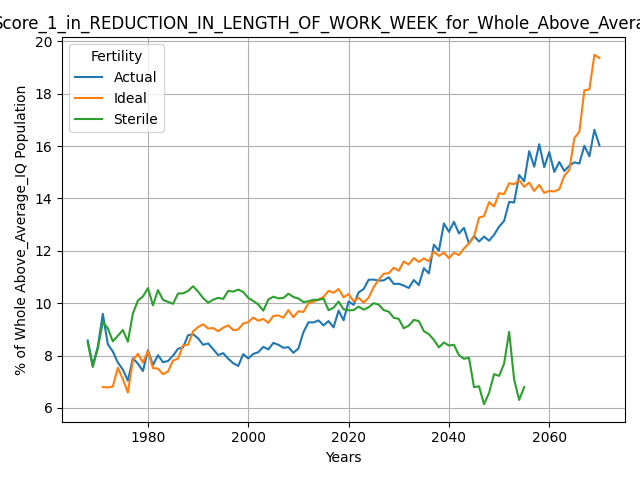 Score_1_in_REDUCTION_IN_LENGTH_OF_WORK_WEEK_for_Whole_Above_Avera
20
18
16
14
12
10
8
6
% of Whole Above_Average_IQ Population
Fertility
Actual
Ideal
Sterile
1980 2000 2020 2040 2060
Years